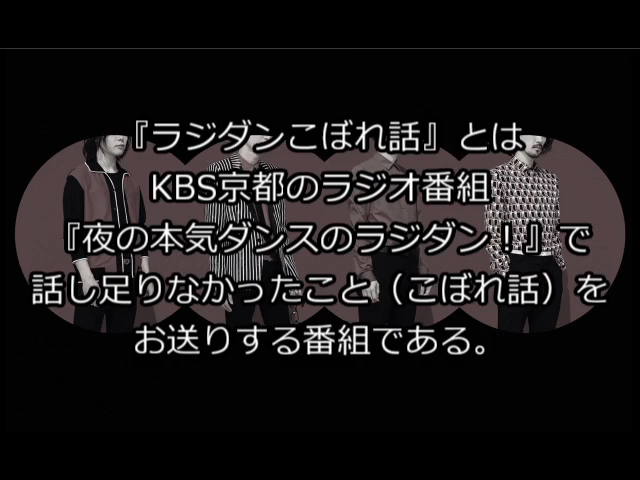 『ラジダンこぼれ話』とは
KBS京都のラジオ番組
『夜の本気ダンスのラジダン！』で
話し足りなかったこと（こぼれ話）を
お送りする番組である。